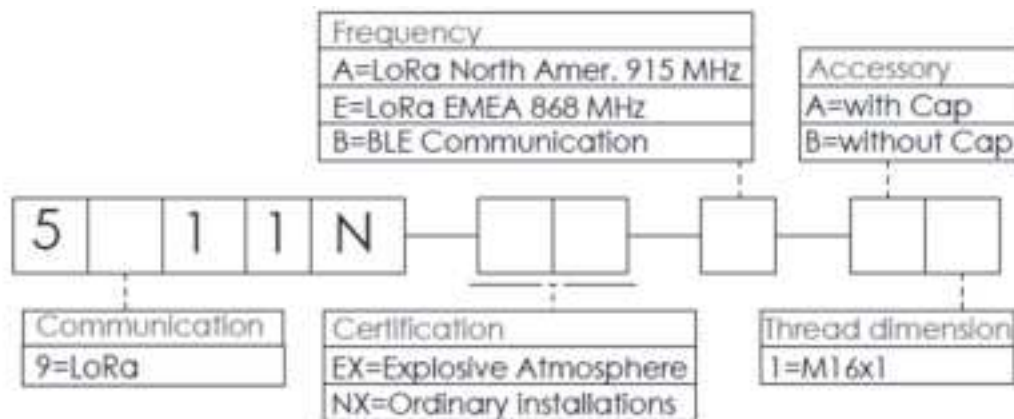 Frequency
A=LoRa North Amer. 915 MHz
E=LoRa EMEA 868 MHz
B=BLE Communication
Accessory
A=with Cap
B=without Cap
5 1 1 N
Communication
9=LoRa
Certification
EX=Explosive Atmosphere
NX=Ordinary installations
Thread dimension
1=M16x1